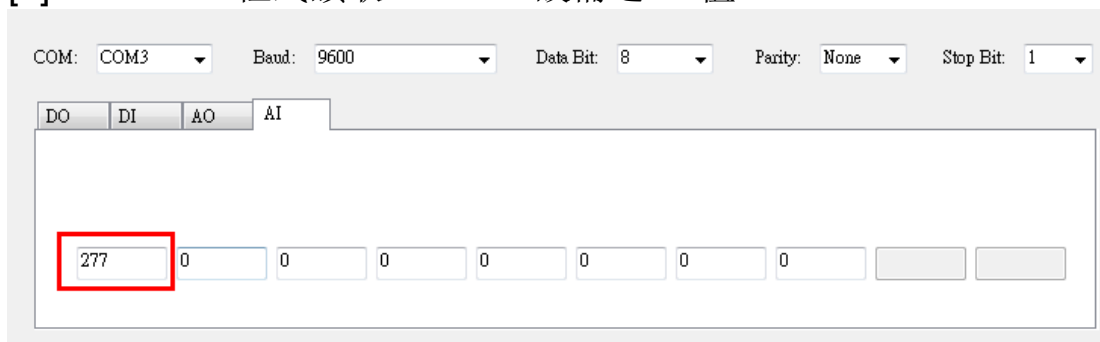 COM: COM3 Baud: 9600 Data Bit: 8 Parity: None Stop Bit: 1
DO DI AO AI
277 0 0 0 0 0 0 0